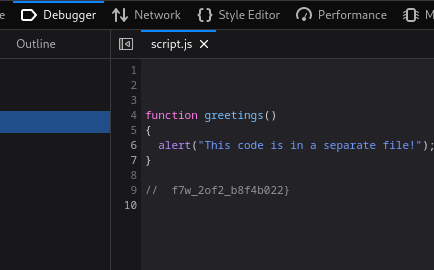 e Debugger Network Style Editor Performance M
Outline script.js
1
2
3
4 function greetings()
5 {
6 alert("This code is in a separate file!");
7 }
8
9 // f7w_2of2_b8f4b022}
10